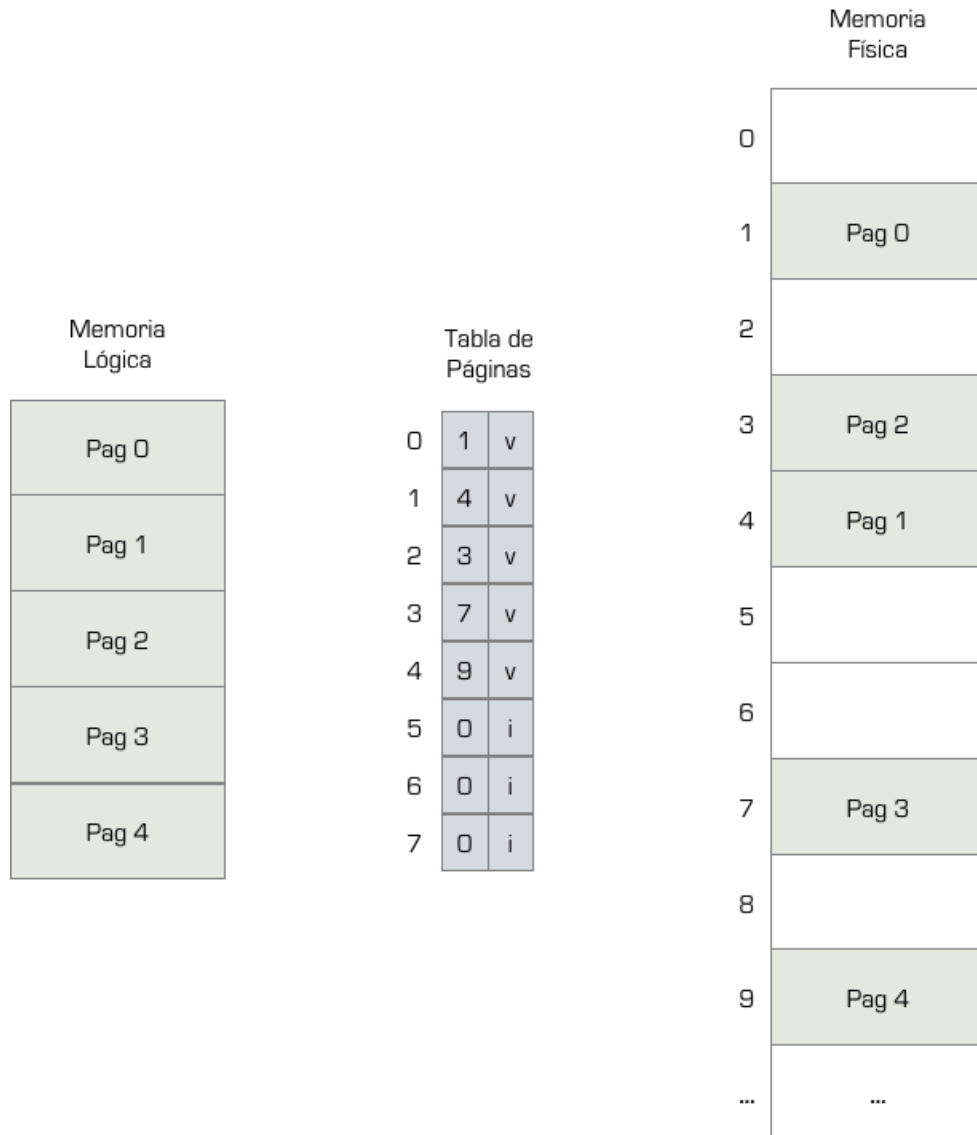 Memoria
Lógica
Pag 0
Pag 1
Pag 2
Pag 3
Pag 4
Tabla de
Páginas
0 1 v
1 4 v
2 3 v
3 7 v
4 9 v
5 0 i
6 0 i
7 0 i
Memoria
Física
0
1 Pag 0
2
3 Pag 2
4 Pag 1
5
6
7 Pag 3
8
9 Pag 4
... ...